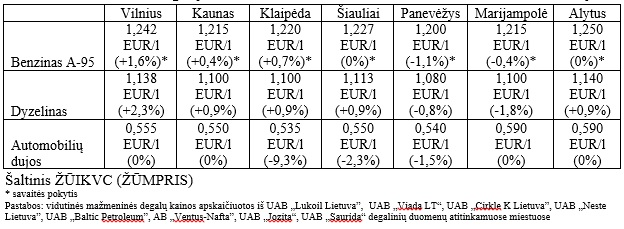 Vilnius Kaunas Klaipėda Šiauliai Panevėžys Marijampolė Alytus
1,242 1,215 1,220 1,227 1,200 1,215 1,250
EUR/l EUR/l EUR/l EUR/l EUR/l EUR/l EUR/l
Benzinas A-95 (+1,6%)* (+0,4%)* (+0,7%)* (0%)* (-1,1%)* (-0,4%)* (0%)*
1,138 1,100 1,100 1,113 1,080 1,100 1,140
EUR/l EUR/l EUR/l EUR/l EUR/l EUR/l EUR/l
Dyzelinas (+2,3%) (+0,9%) (+0,9%) (+0,9%) (-0,8%) (-1,8%) (+0,9%)
0,555 0,550 0,535 0,550 0,540 0,590 0,590
Automobilių EUR/l EUR/l EUR/l EUR/l EUR/l EUR/l EUR/l
dujos (0%) (0%) (-9,3%) (-2,3%) (-1,5%) (0%) (0%)
Šaltinis ŽŪIKVC (ŽŪMPRIS)
* savaitės pokytis
Pastabos: vidutinės mažmeninės degalų kainos apskaičiuotos iš UAB „Lukoil Lietuva”, UAB „Viada LT“, UAB „Cirkle K Lietuva”, UAB „Neste
Lietuva”, UAB „Baltic Petroleum”, AB „Ventus-Nafta”, UAB „Jozita”, UAB „Saurida” degalinių duomenų atitinkamuose miestuose